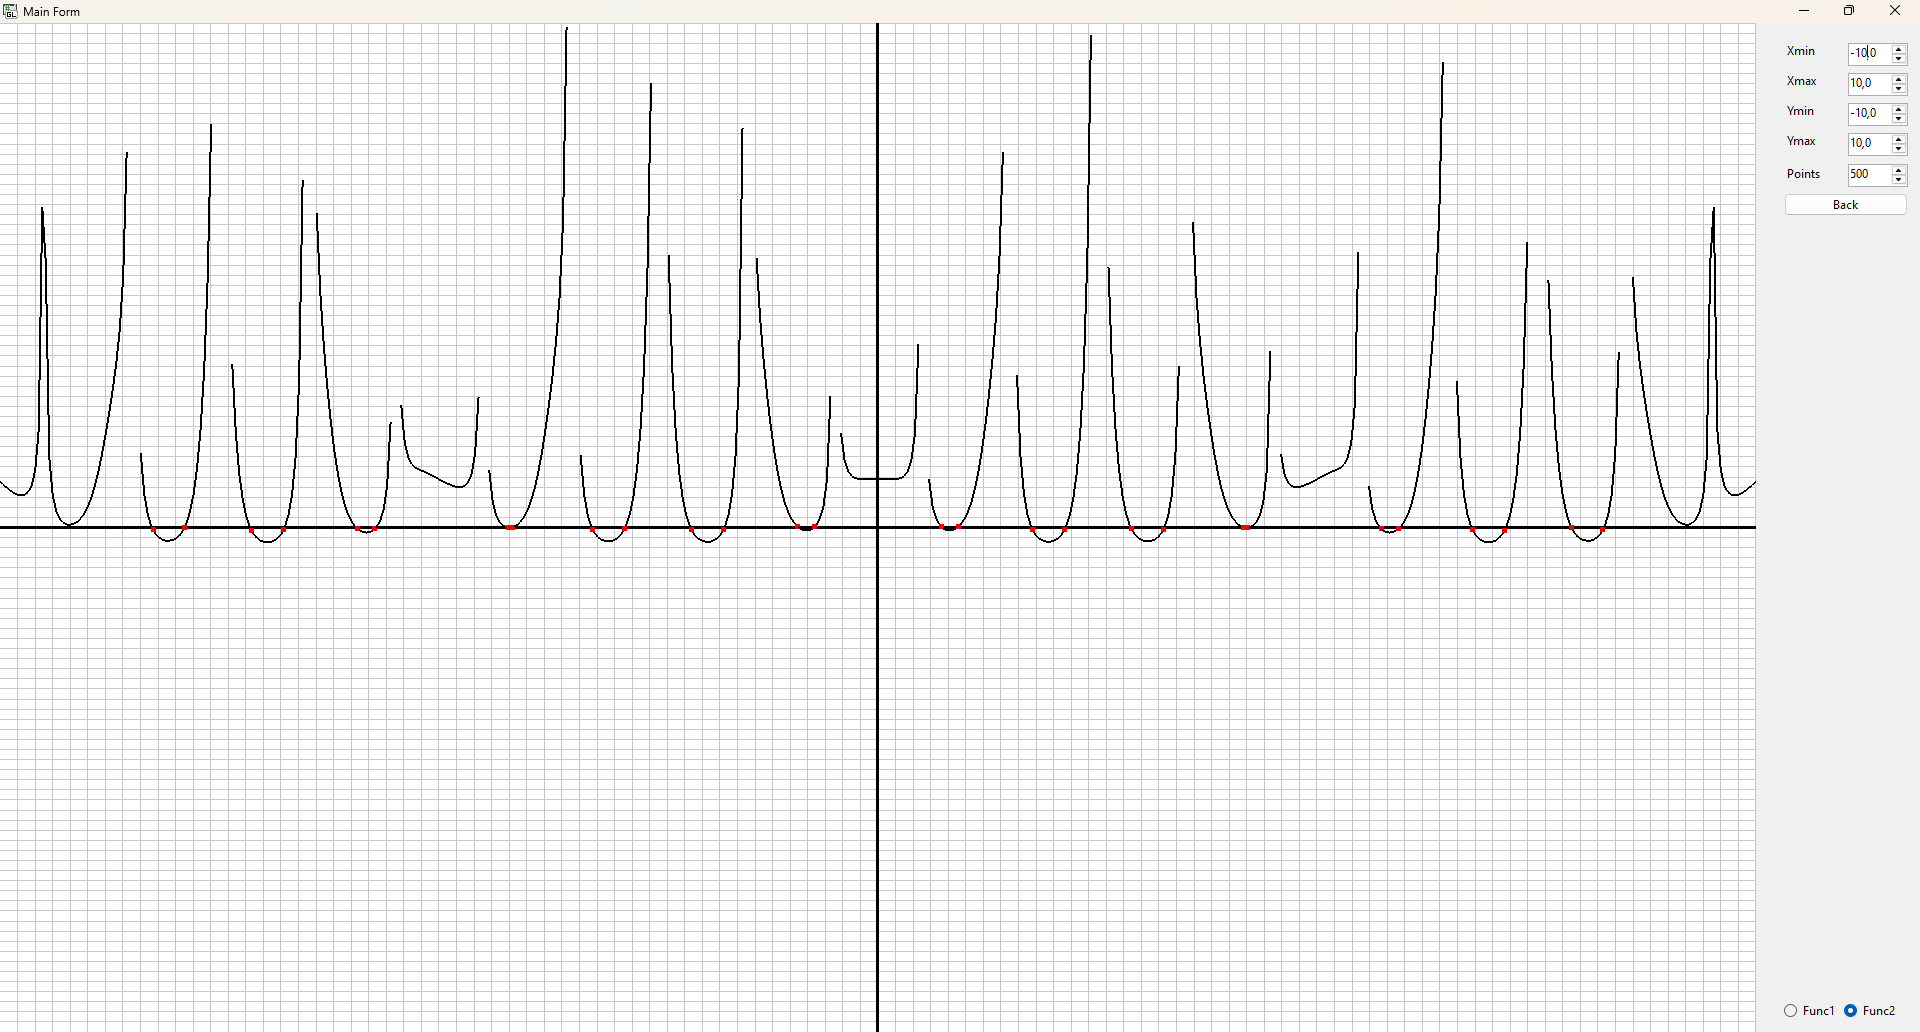 Main Form
Xmin -10,0
Xmax 10,0
Ymin -10,0
Ymax 10,0
Points 500
Back
Func1 Func2